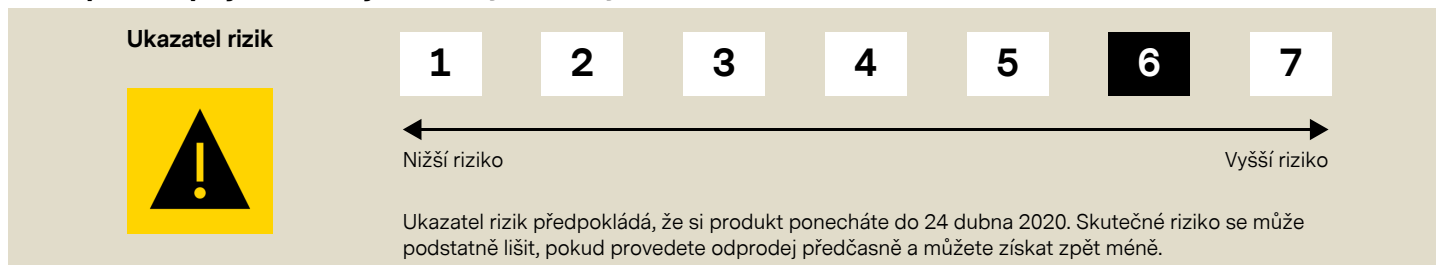 Ukazatel rizik
1 2 3 4 5 6 7
Nižší riziko Vyšší riziko
Ukazatel rizik předpokládá, že si produkt ponecháte do 24 dubna 2020. Skutečné riziko se může
podstatně lišit, pokud provedete odprodej předčasně a můžete získat zpět méně.